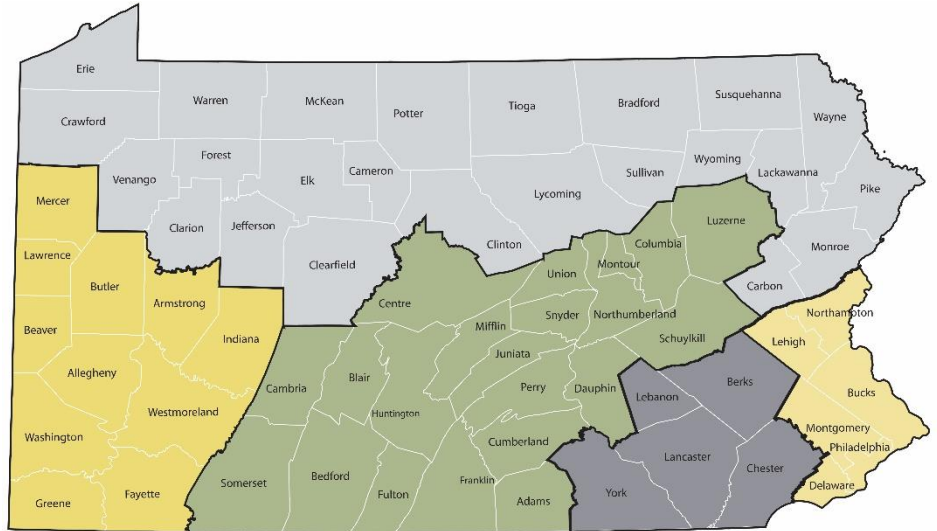 Erie
Warren
McKean
Potter
Tioga
Bradford
Susquehanna
Wayne
Crawford
Venango
Forest
Elk
Cameron
Lycoming
Sullivan
Wyoming
Lackawanna
Pike
Clarion
Jefferson
Clearfield
Clinton
Monroe
Carbon
Mercer
Lawrence
Butler
Armstrong
Beaver
Indiana
Allegheny
Westmoreland
Washington
Greene
Fayette
Luzerne
Columbia
Montour
Union
Centre
Snyder
Northumberland
Mifflin
Schuylkill
Juniata
Blair
Cambria
Perry
Dauphin
Huntington
Cumberland
Somerset
Bedford
Fulton
Franklin
Adams
Lebanon
Berks
Lancaster
Chester
York
Northampton
Lehigh
Bucks
Montgomery
Philadelphia
Delaware